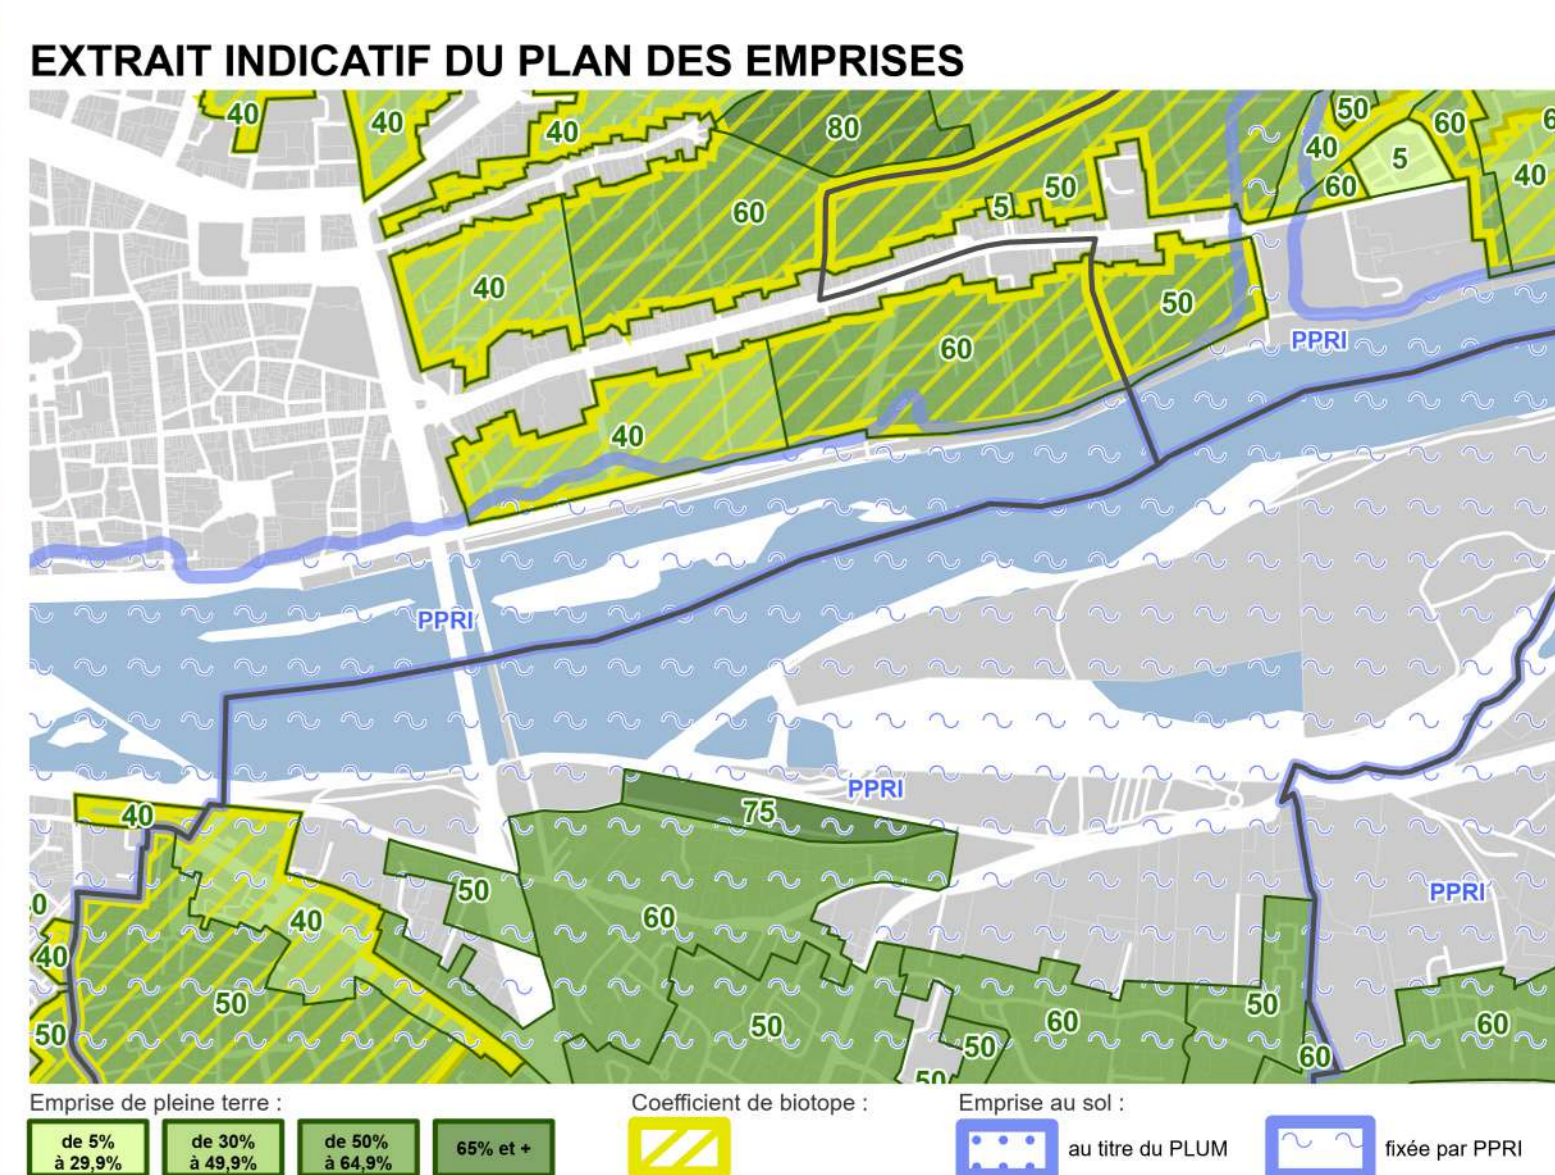 EXTRAIT INDICATIF DU PLAN DES EMPRISES
40
40
40
80
50
60
40
5
60
40
60
50
5
60
40
50
60
PPRI
40
PPRI
PPRI
75
40
50
PPRI
60
40
40
50
50
50
60
50
50
60
60
50
50
Emprise de pleine terre :
Coefficient de biotope :
Emprise au sol :
de 5%
à 29,9%
de 30%
à 49,9%
de 50%
à 64,9%
65% et +
au titre du PLUM
fixée par PPRI